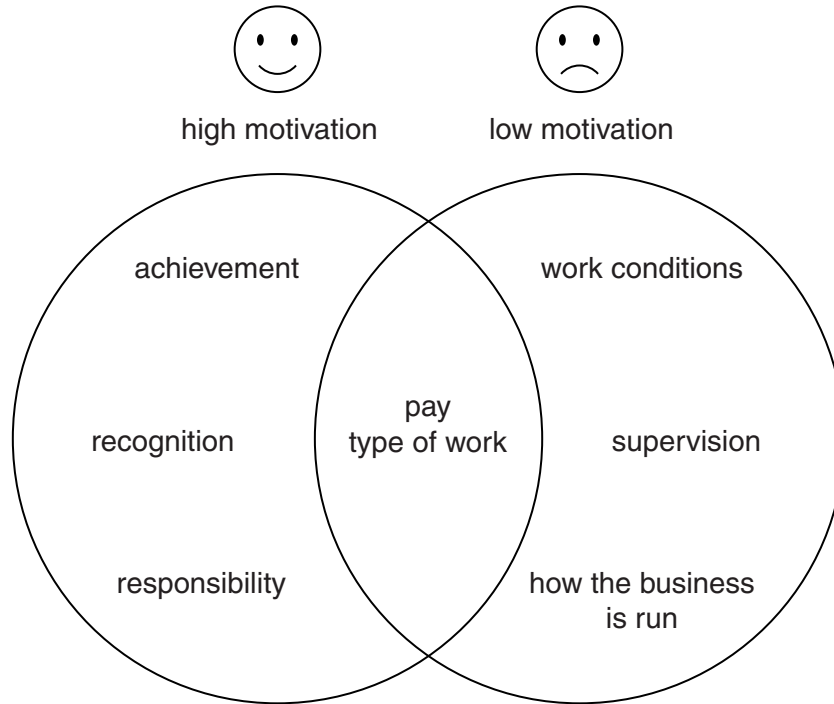 high motivation
low motivation
achievement
work conditions
pay
type of work
recognition
supervision
responsibility
how the business
is run